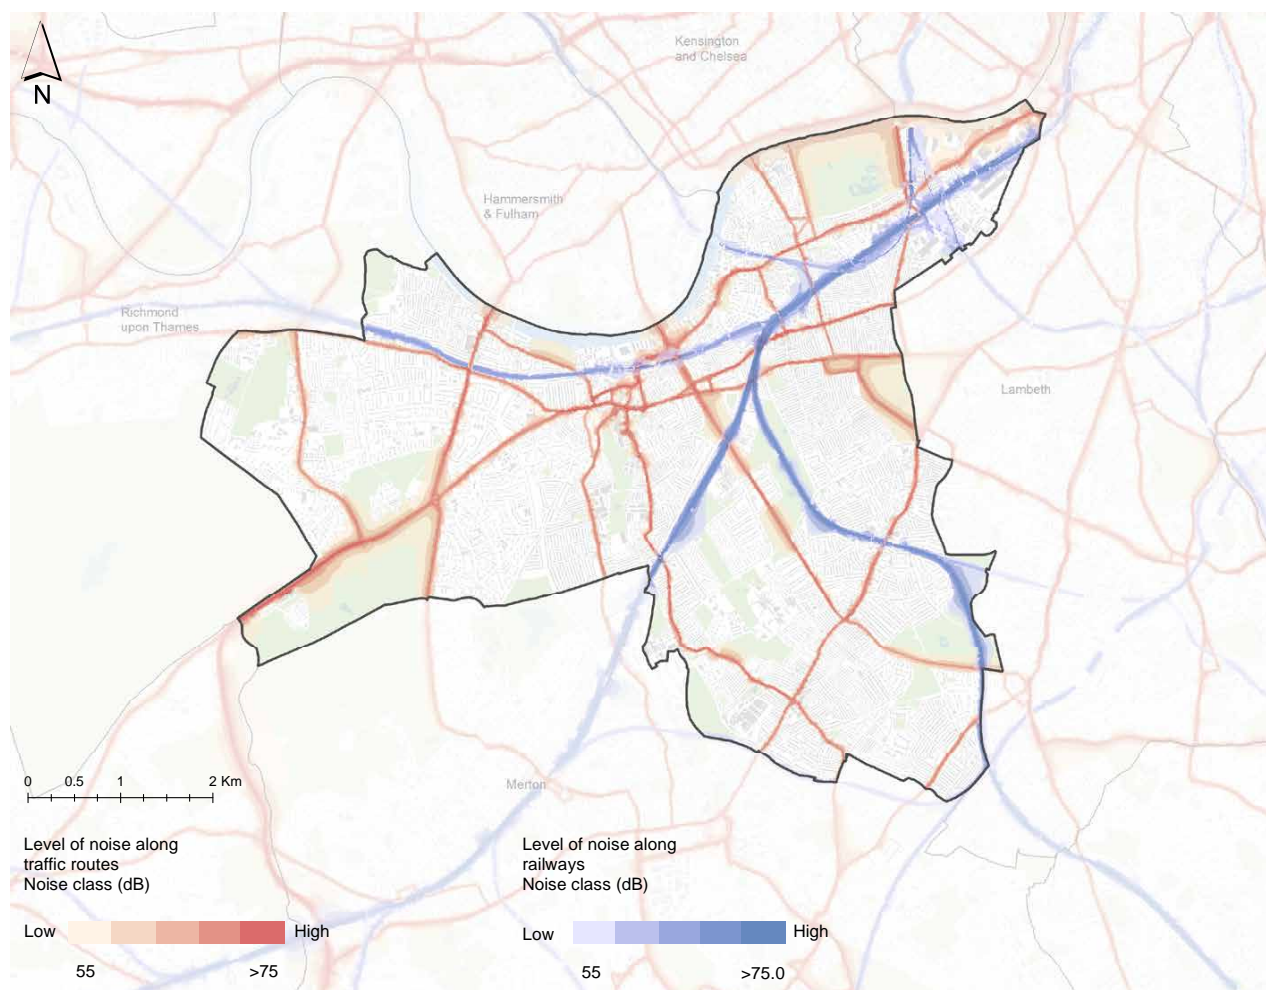 Kensington
and Chelsea
N
Hammersmith
& Fulham
Richmond
upon Thames
Lambeth
Merton
0 0.5 1 2 Km
Level of noise along
traffic routes
Noise class (dB)
Low High
55 >75
Level of noise along
railways
Noise class (dB)
Low High
55 >75.0